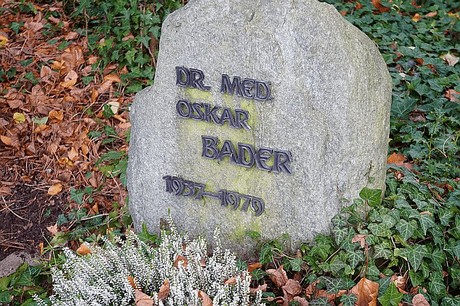 DR. MED.
OSKAR
BADER
1937-1979